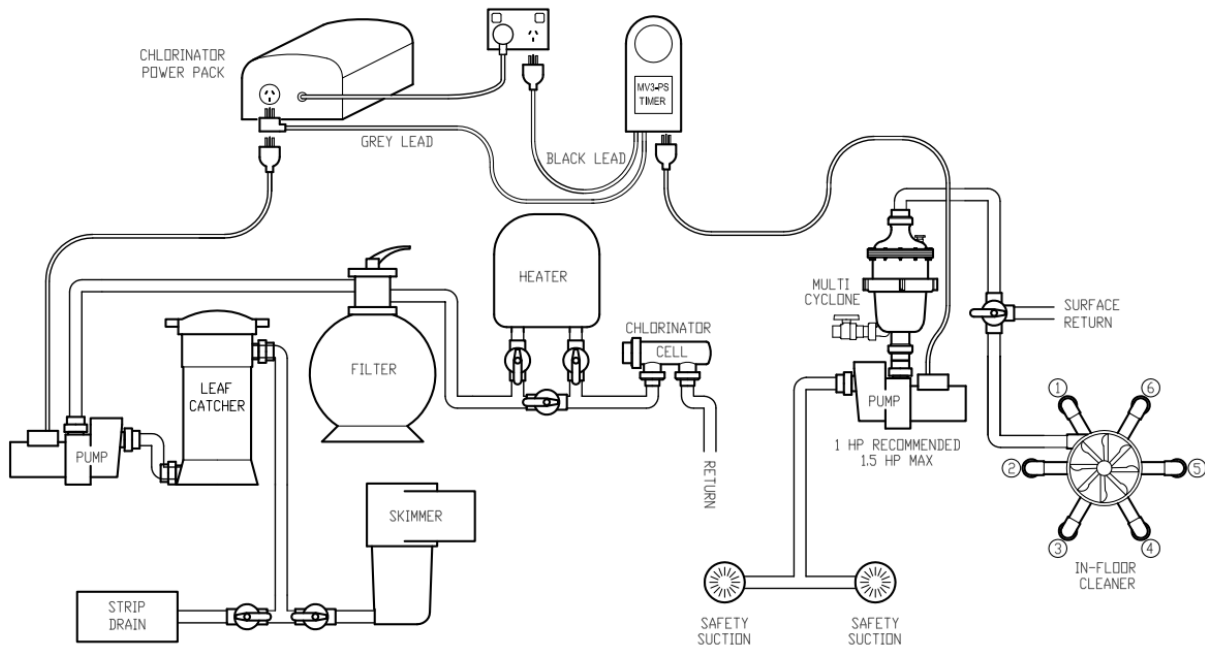 CHLORINATOR
POWER PACK
MV3-PS
TIMER
GREY LEAD
BLACK LEAD
HEATER
MULTI
CYCLONE
SURFACE
RETURN
CHLORINATOR
CELL
FILTER
LEAF
CATCHER
PUMP
PUMP
1 HP RECOMMENDED
1.5 HP MAX
RETURN
SKIMMER
STRIP
DRAIN
SAFETY
SUCTION
SAFETY
SUCTION
1
6
2
5
3
4
IN-FLOOR
CLEANER